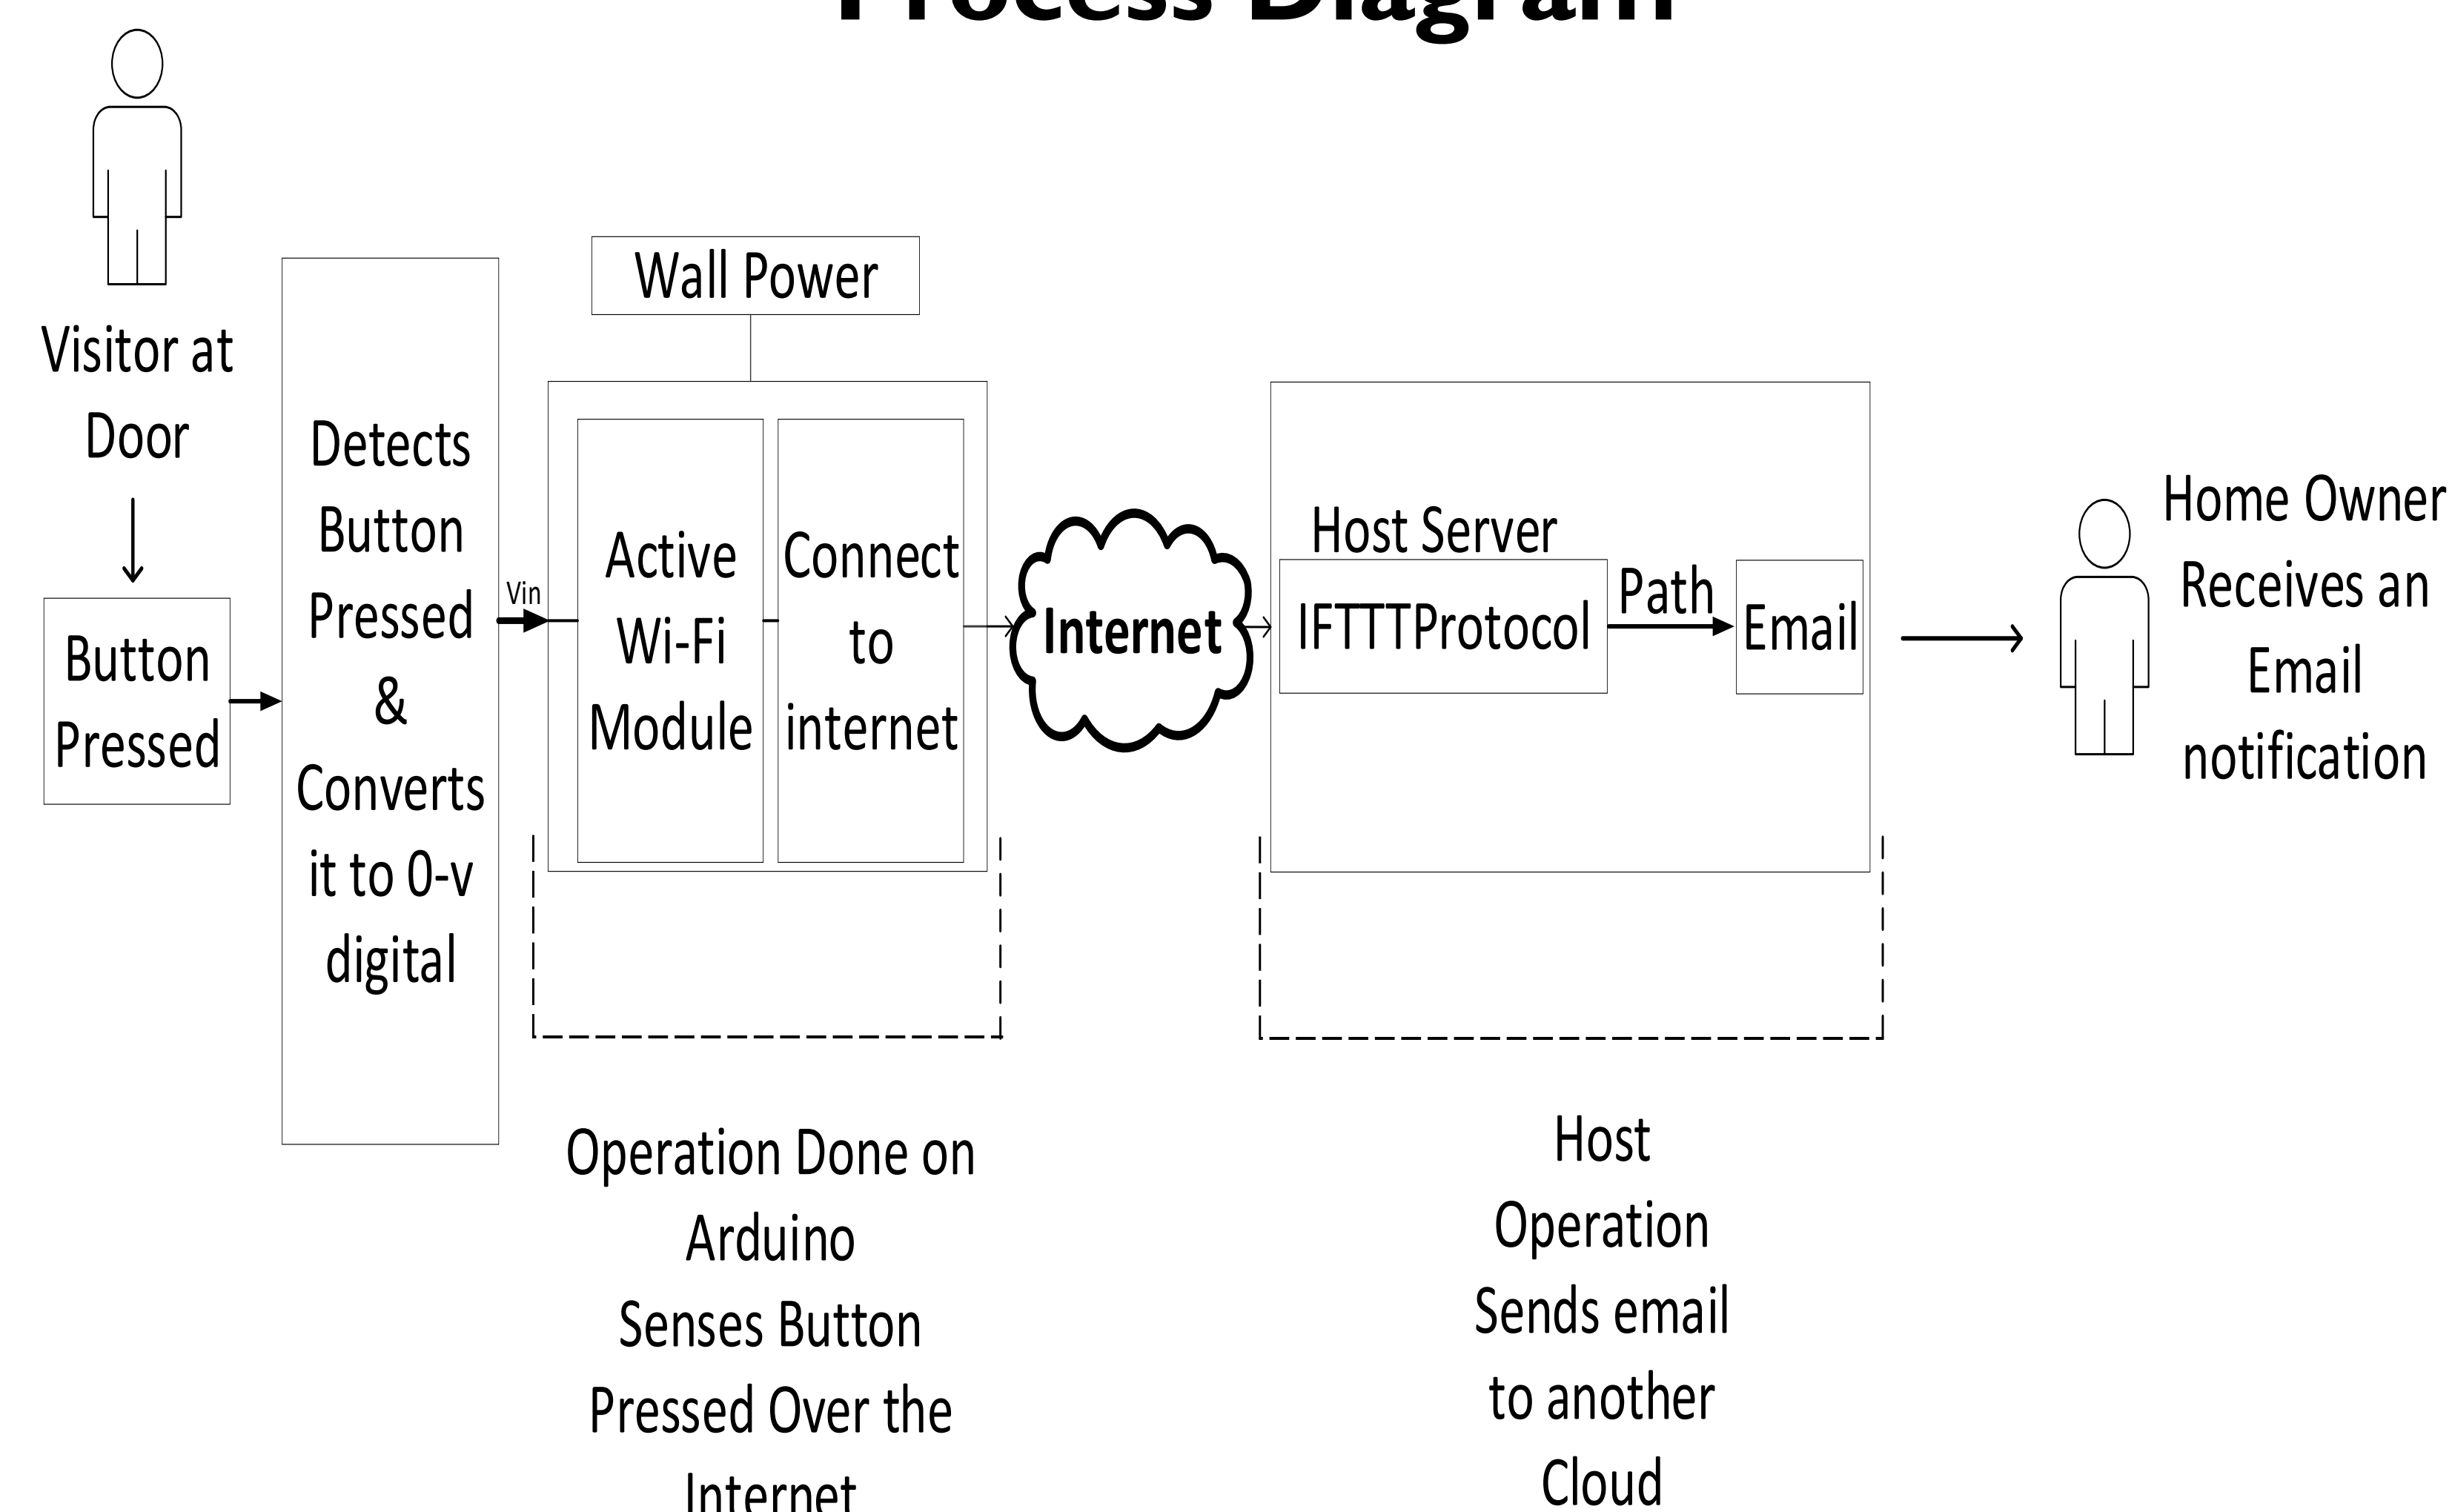 Process Diagram
Visitor at
Door
Button
Pressed
Detects
Button
Pressed
&
Converts
it to 0-v
digital
Vin
Wall Power
Active
Wi-Fi
Module
Connect
to
internet
Internet
Host Server
IFTTTProtocol
Path
Email
Home Owner
Receives an
Email
notification
Operation Done on
Arduino
Senses Button
Pressed Over the
Internet
Host
Operation
Sends email
to another
Cloud